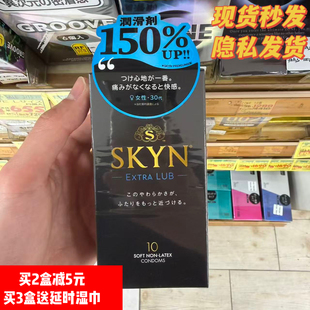 GROOVE
潤滑剤
150%
UP!!
つけ心地が一番。
痛みがなくなると快感。
女性・30代
S
SKYN
EXTRA LUB
このやわらかさが、
ふたりをもっと近づける。
10
SOFT NON-LATEX
CONDOMS
现货秒发
隐私发货
买2盒减5元
买3盒送延时湿巾